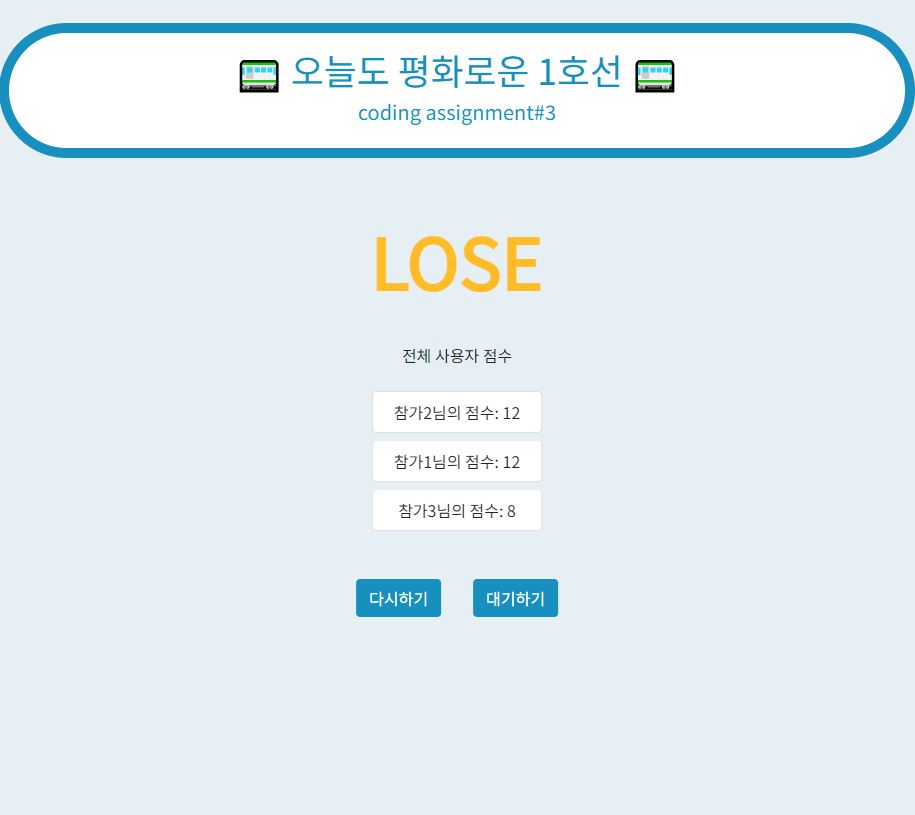 오늘도 평화로운 1호선
coding assignment#3
LOSE
전체 사용자 점수
참가2님의 점수: 12
참가1님의 점수: 12
참가3님의 점수: 8
다시하기 대기하기